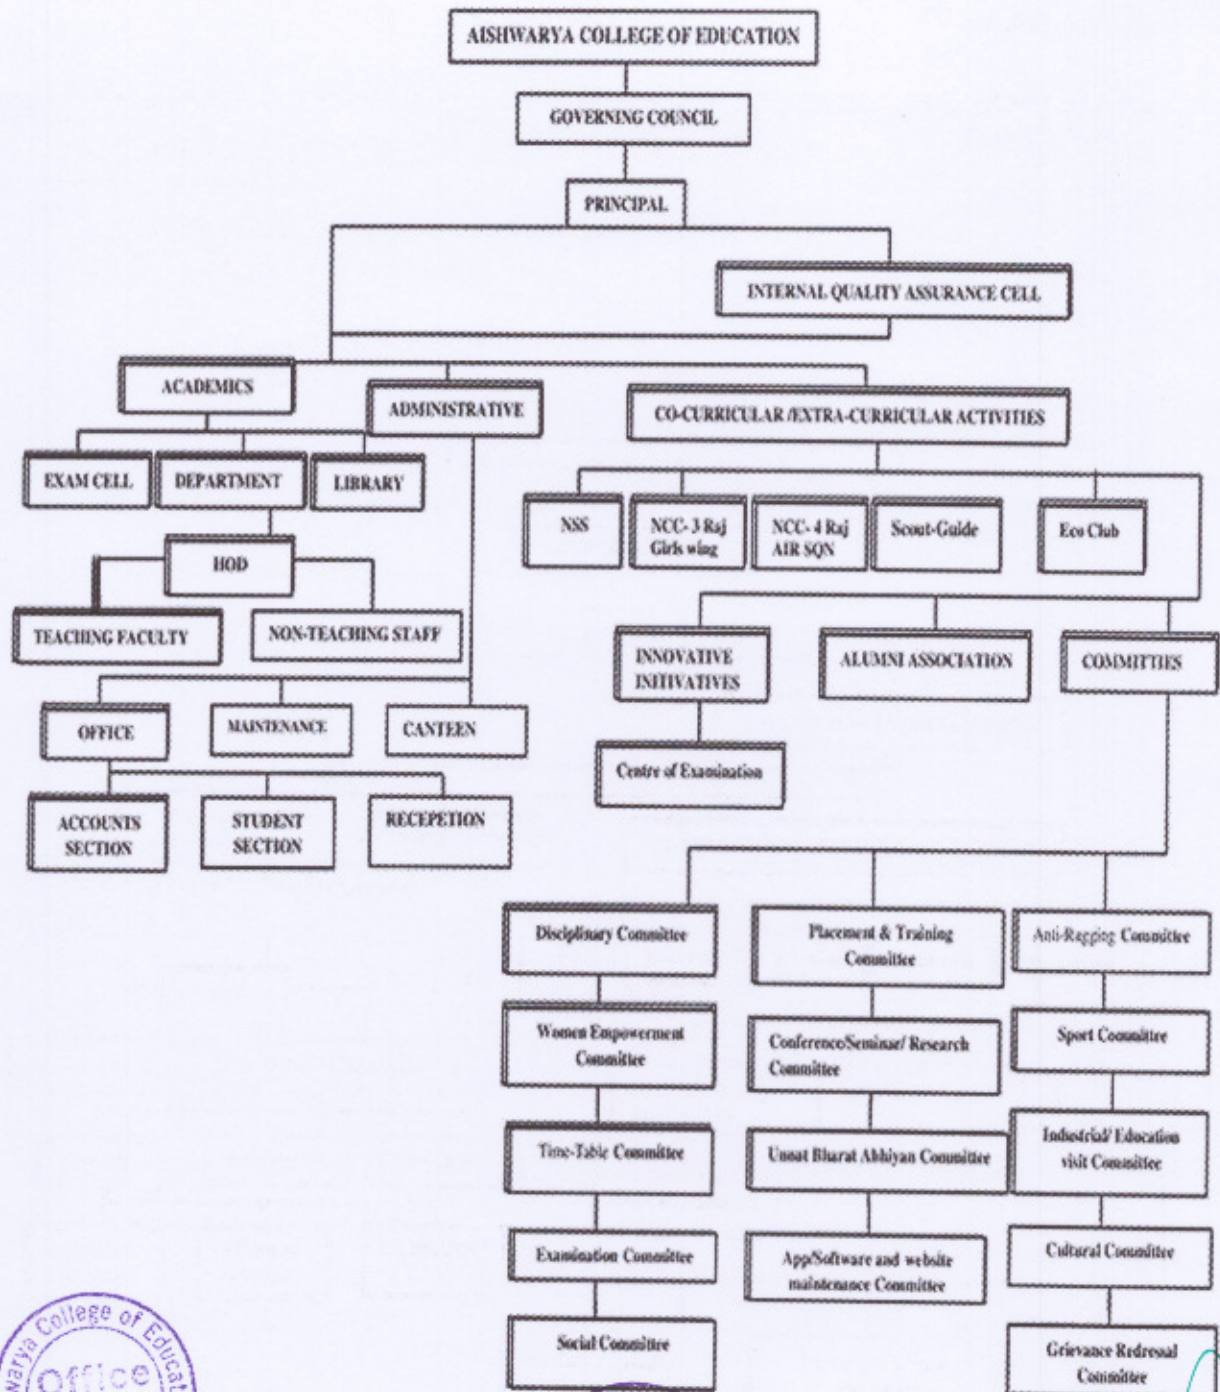 AISHWARYA COLLEGE OF EDUCATION
GOVERNING COUNCIL
PRINCIPAL
INTERNAL QUALITY ASSURANCE CELL
ACADEMICS
ADMINISTRATIVE
CO-CURRICULAR /EXTRA-CURRICULAR ACTIVITIES
EXAM CELL
DEPARTMENT
LIBRARY
HOD
TEACHING FACULTY
NON-TEACHING STAFF
OFFICE
MAINTENANCE
CANTEEN
ACCOUNTS
SECTION
STUDENT
SECTION
RECEPETION
NSS
NCC- 3 Raj
Girls wing
NCC- 4 Raj
AIR SQN
Scout-Guide
Eco Club
INNOVATIVE
INITIVATIVES
ALUMNI ASSOCIATION
COMMITTIES
Centre of Examination
Disciplinary Committee
Placement & Training
Committee
Anti-Ragging Committee
Women Empowerment
Committee
Conference/Seminar/ Research
Committee
Sport Committee
Time-Table Committee
Unnat Bharat Abhiyan Committee
Industrial/ Education
visit Committee
Examination Committee
App/Software and website
maintenance Committee
Cultural Committee
Social Committee
Grievance Redressal
Committee
College of
Office